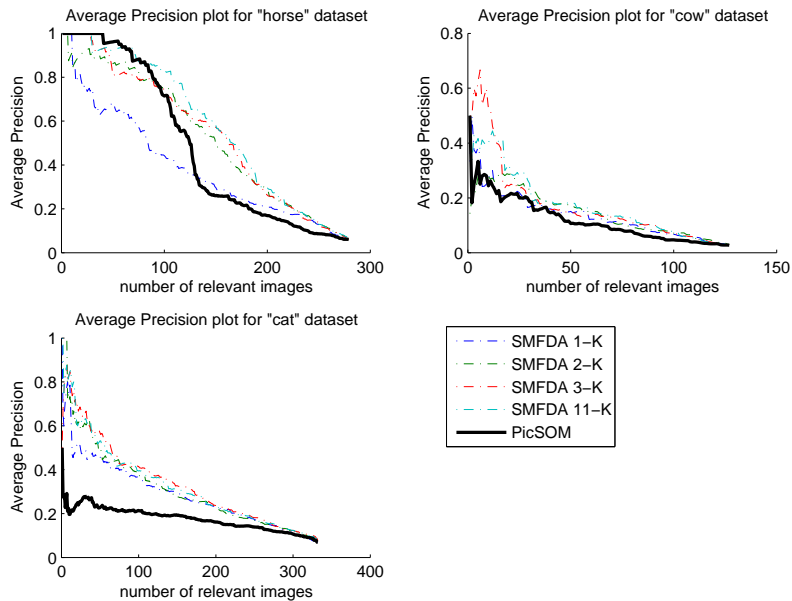 Average Precision plot for "horse" dataset
1
0.8
0.6
0.4
0.2
0
Average Precision
0 100 200 300
number of relevant images
Average Precision plot for "cow" dataset
0.8
0.6
0.4
0.2
0
Average Precision
0 50 100 150
number of relevant images
Average Precision plot for "cat" dataset
1
0.8
0.6
0.4
0.2
0
Average Precision
0 100 200 300 400
number of relevant images
SMFDA 1−K
SMFDA 2−K
SMFDA 3−K
SMFDA 11−K
PicSOM